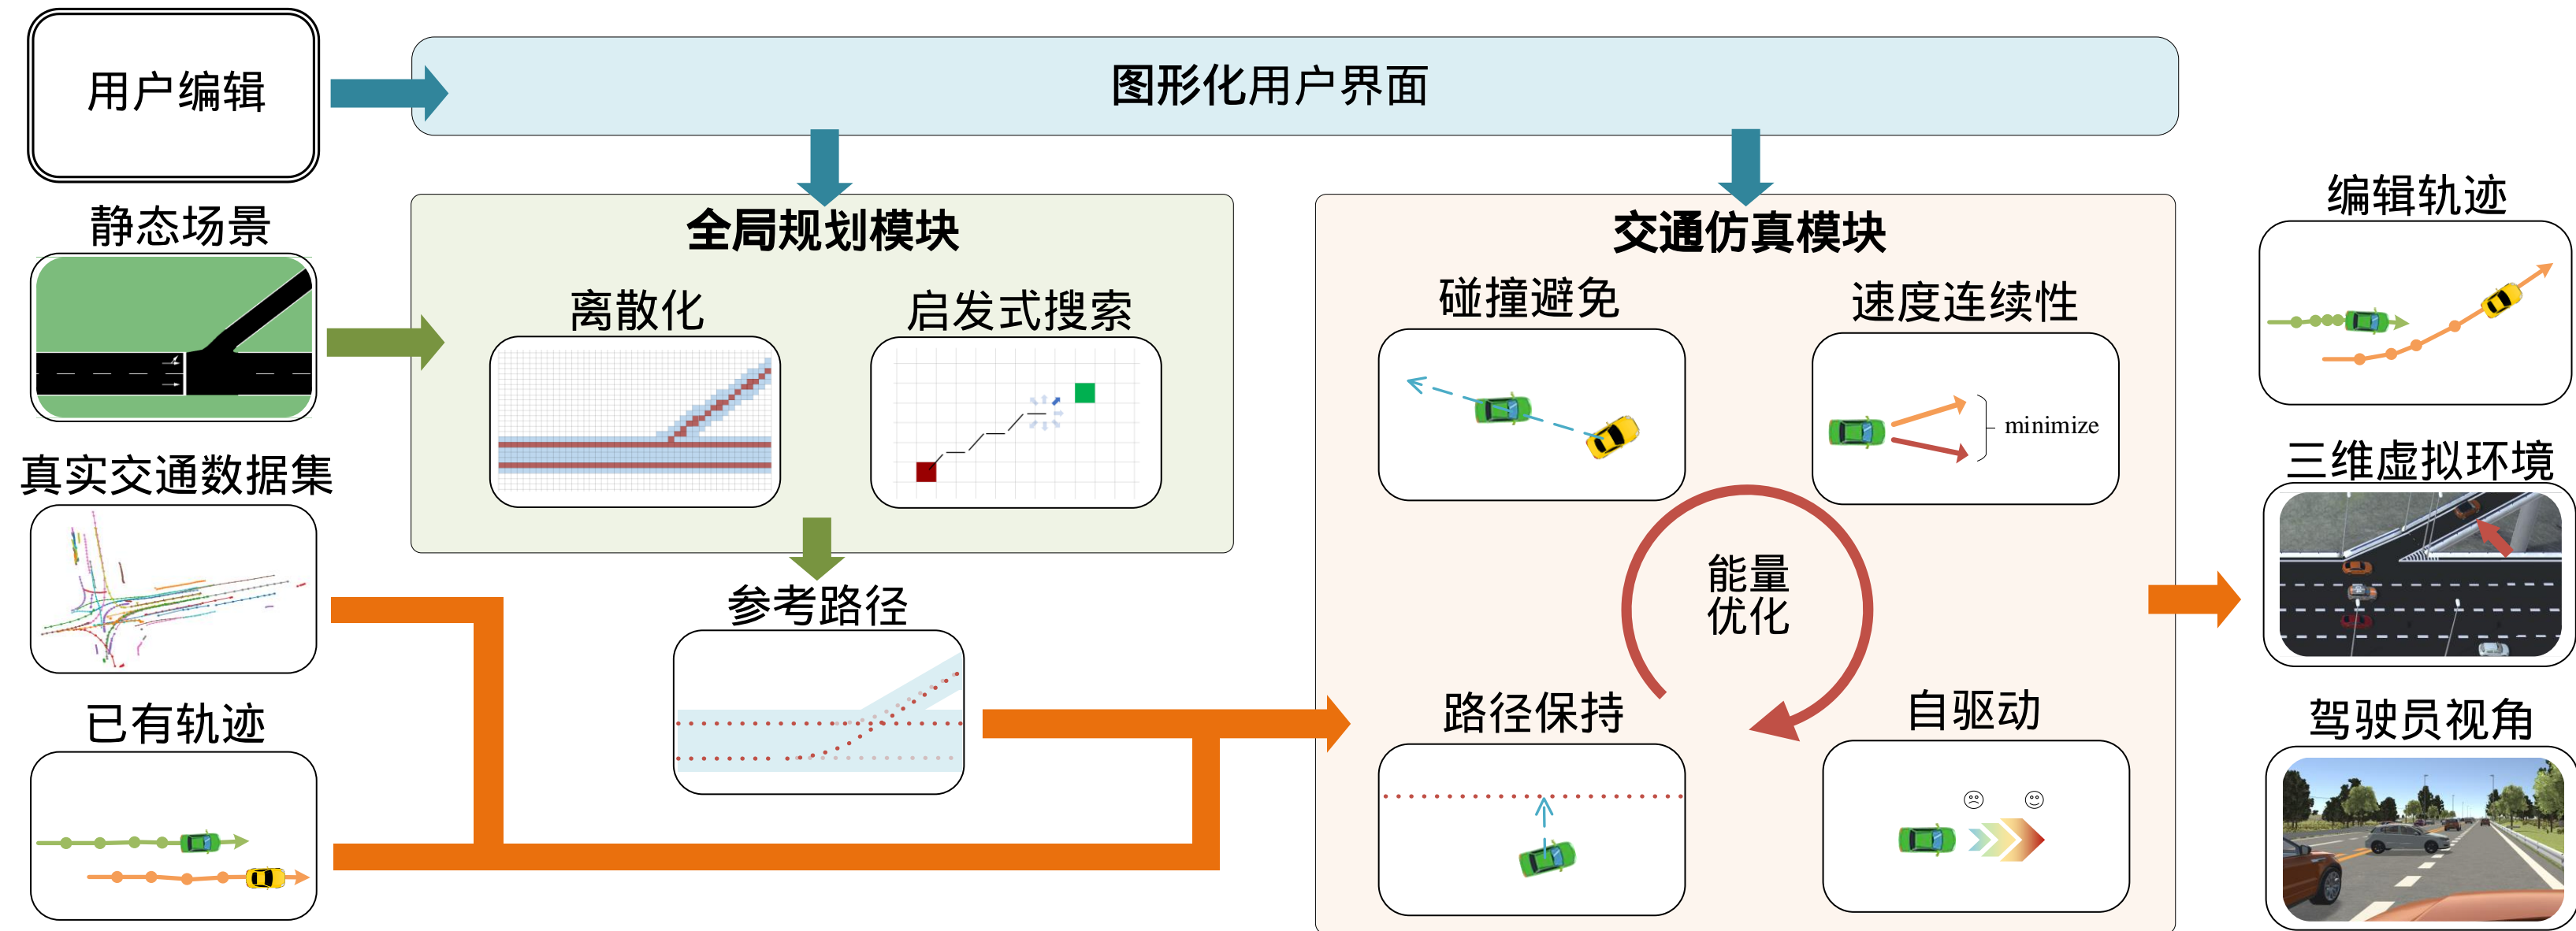 用户编辑
图形化用户界面
静态场景
真实交通数据集
已有轨迹
全局规划模块
离散化
启发式搜索
参考路径
交通仿真模块
碰撞避免
速度连续性
minimize
能量
优化
路径保持
自驱动
编辑轨迹
三维虚拟环境
驾驶员视角